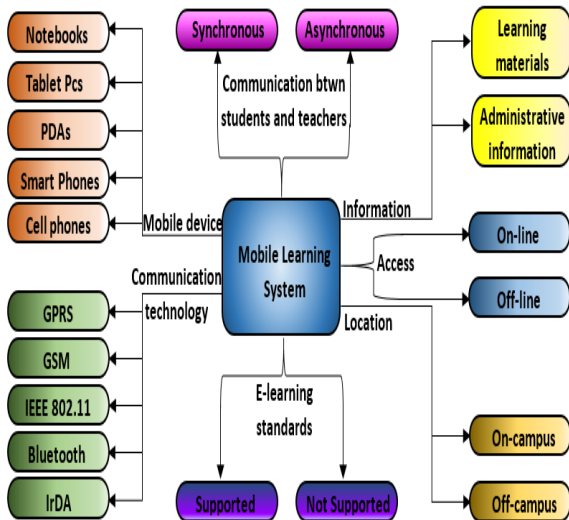 Notebooks
Tablet Pcs
PDAs
Smart Phones
Cell phones
Mobile device
Synchronous
Asynchronous
Communication btwn
students and teachers
Learning
materials
Administrative
information
Information
Mobile Learning
System
On-line
Off-line
Access
Communication
technology
GPRS
GSM
IEEE 802.11
Bluetooth
IrDA
E-learning
standards
Supported
Not Supported
Location
On-campus
Off-campus